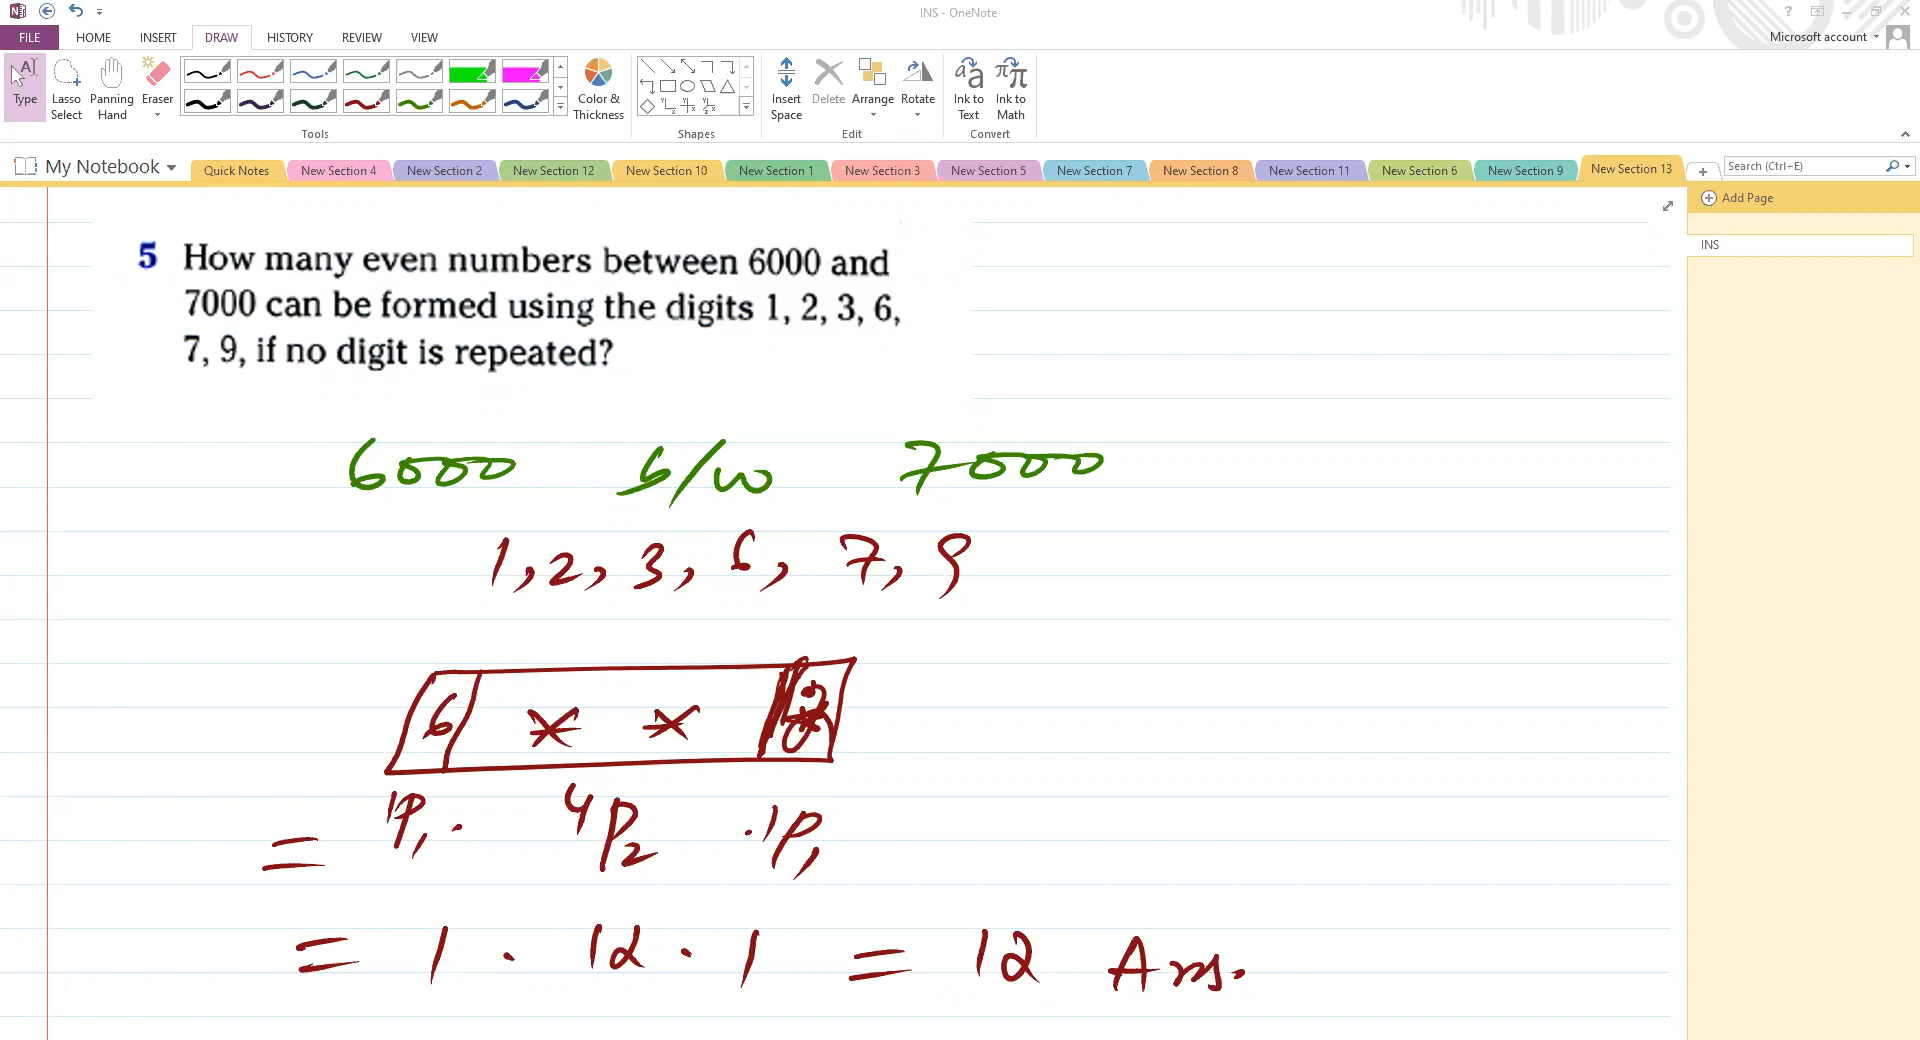 INS - OneNote
?
FILE HOME INSERT DRAW HISTORY REVIEW VIEW
Microsoft account
Type
Lasso Select
Panning Hand
Eraser
Color & Thickness
Insert Space
Delete
Arrange
Rotate
Ink to Text
Ink to Math
Tools Shapes Edit Convert
My Notebook Quick Notes New Section 4 New Section 2 New Section 12 New Section 10 New Section 1 New Section 3 New Section 5 New Section 7 New Section 8 New Section 11 New Section 6 New Section 9 New Section 13 + Search (Ctrl+E)
Add Page
INS
5 How many even numbers between 6000 and
7000 can be formed using the digits 1, 2, 3, 6,
7, 9, if no digit is repeated?
6000 b/w 7000
1, 2, 3, 6, 7, 9
6 * *
= ¹P₁ · ⁴P₂ · ¹P₁
= 1 · 12 · 1 = 12 Ans.